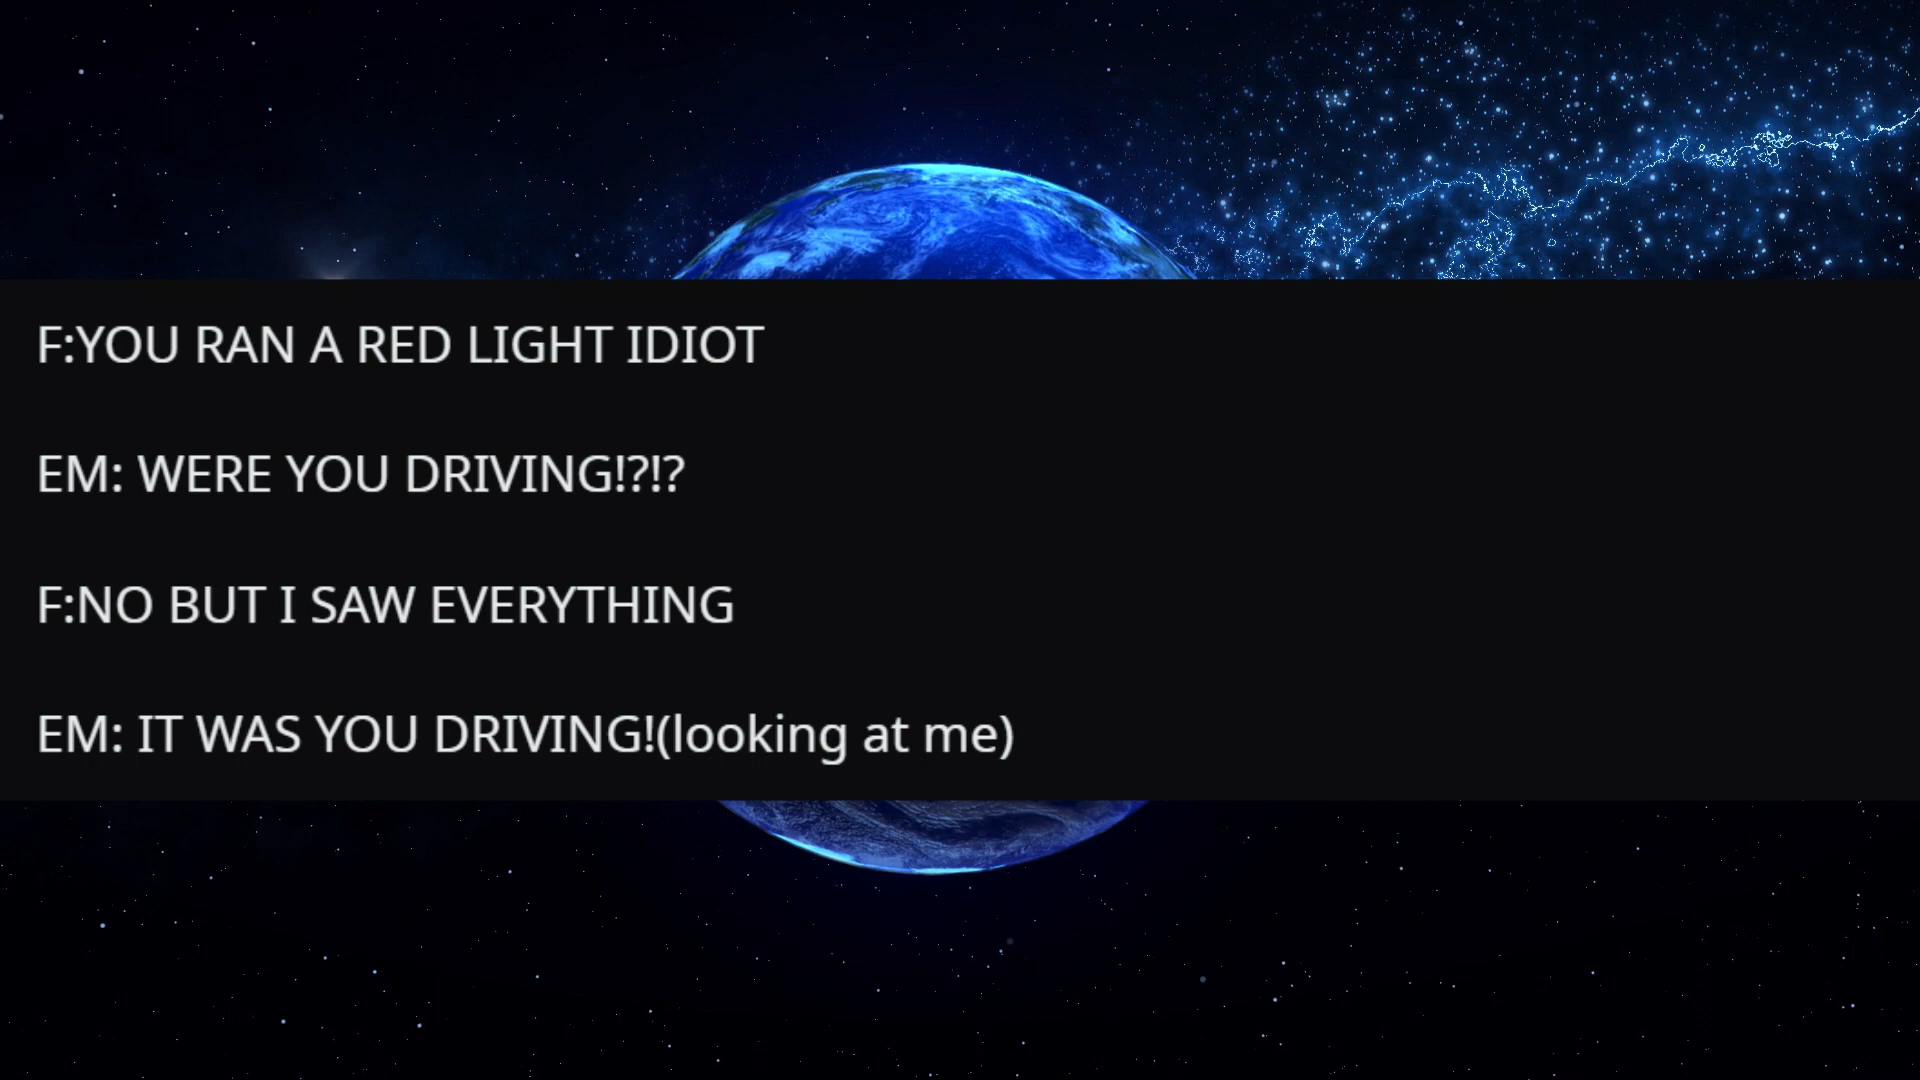 F:YOU RAN A RED LIGHT IDIOT
EM: WERE YOU DRIVING!?!?
F:NO BUT I SAW EVERYTHING
EM: IT WAS YOU DRIVING!(looking at me)